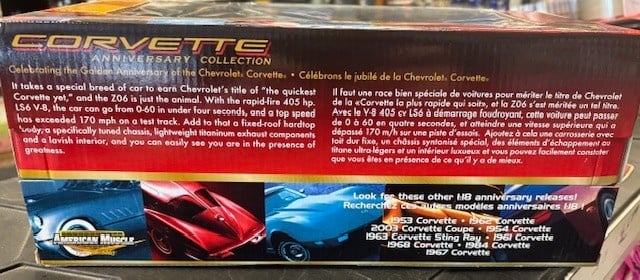 CORVETTE
ANNIVERSARY COLLECTION
Celebrating the Golden Anniversary of the Chevrolet® Corvette® • Célébrons le jubilé de la Chevrolet® Corvette®
It takes a special breed of car to earn Chevrolet's title of "the quickest
Corvette yet," and the Z06 is just the animal. With the rapid-fire 405 hp.
LS6 V-8, the car can go from 0-60 in under four seconds, and a top speed
has exceeded 170 mph on a test track. Add to that a fixed-roof hardtop
body, a specifically tuned chassis, lightweight titanium exhaust components
and a lavish interior, and you can easily see you are in the presence of
greatness.
Il faut une race bien spéciale de voitures pour mériter le titre de Chevrolet
de la «Corvette la plus rapide qui soit», et la Z06 s'est méritée un tel titre.
Avec le V-8 405 cv LS6 à démarrage foudroyant, cette voiture peut passer
de 0 à 60 en quatre secondes, et atteindre une vitesse supérieure qui a
dépassé 170 m/h sur une piste d'essais. Ajoutez à cela une carrosserie avec
toit dur fixe, un châssis syntonisé spécial, des éléments d'échappement au
titane ultra-légers et un intérieur luxueux et vous pouvez facilement constater
que vous êtes en présence de ce qu'il y a de mieux.
Look for these other 1:18 anniversary releases!
Recherchez ces autres modèles anniversaires 1:18 !
1953 Corvette • 1962 Corvette
2003 Corvette Coupe • 1954 Corvette
1963 Corvette Sting Ray • 1961 Corvette
1968 Corvette • 1984 Corvette
1967 Corvette
AMERICAN MUSCLE